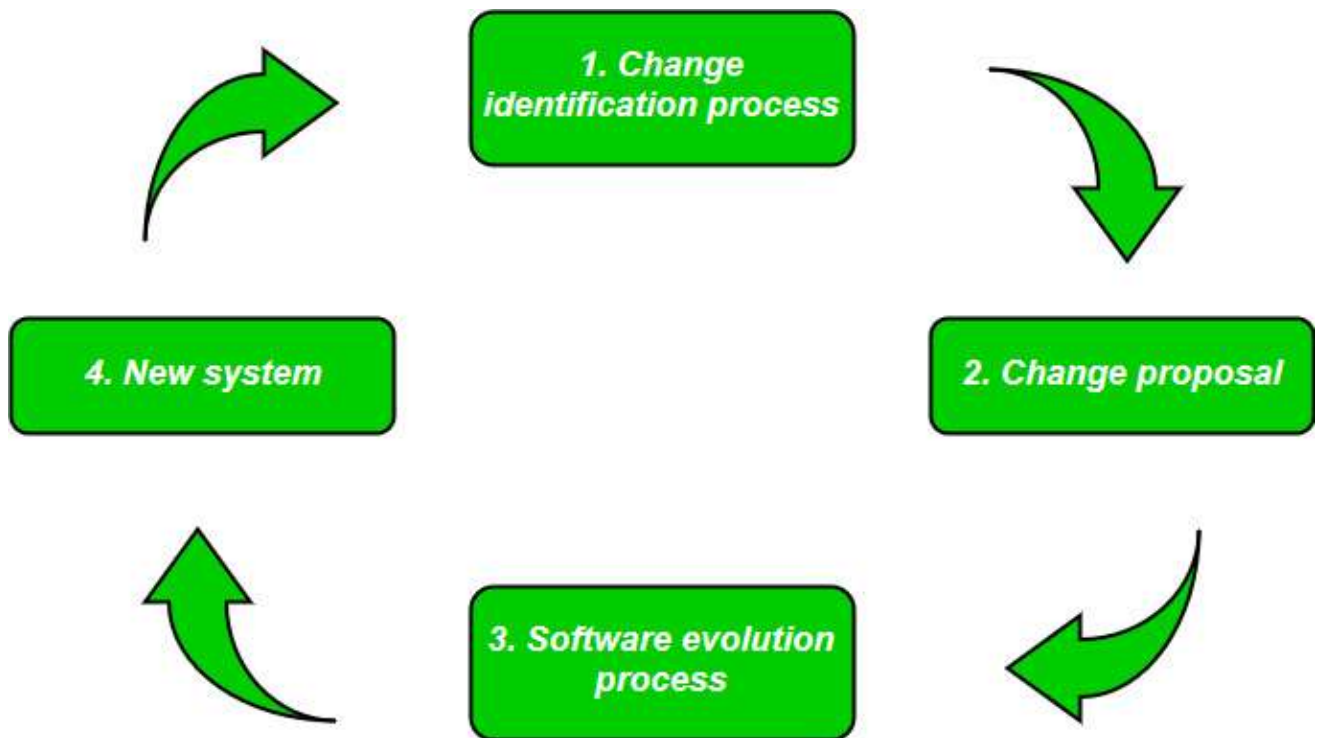 1. Change
identification process
2. Change proposal
3. Software evolution
process
4. New system